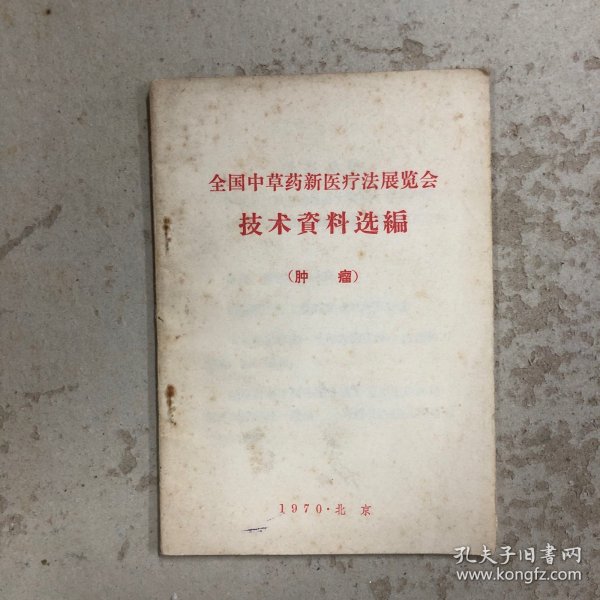 全国中草药新医疗法展览会
技术資料选編
（肿　瘤）
1970·北京
孔夫子旧书网
www.kongfz.com